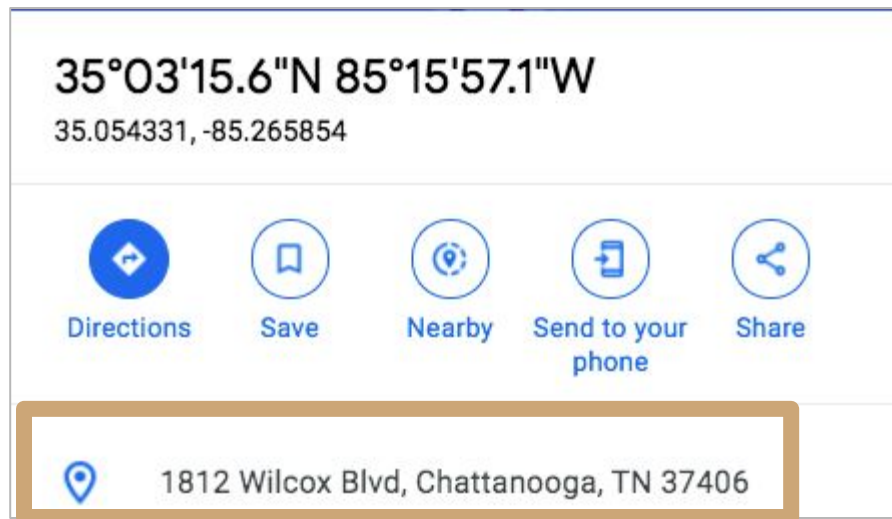 35°03'15.6"N 85°15'57.1"W
35.054331, -85.265854
Directions
Save
Nearby
Send to your
phone
Share
1812 Wilcox Blvd, Chattanooga, TN 37406